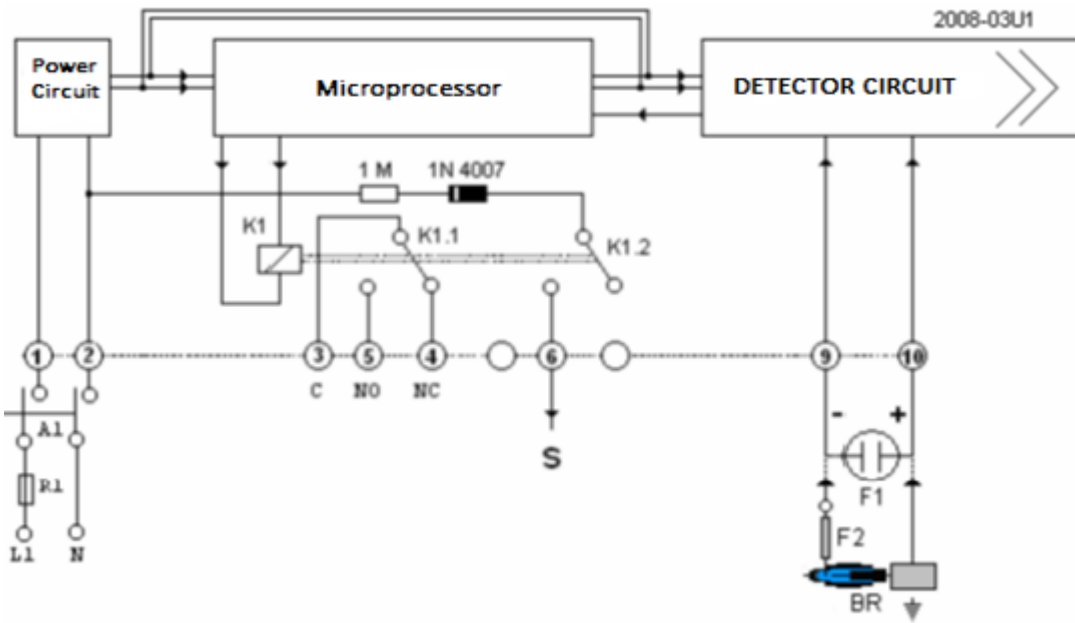 2008-03U1
Power
Circuit
Microprocessor
DETECTOR CIRCUIT
1 M
1N 4007
K1
K1.1
K1.2
1
2
3
5
4
6
9
10
C
NO
NC
A1
S
- +
F1
R1
F2
L1
N
BR